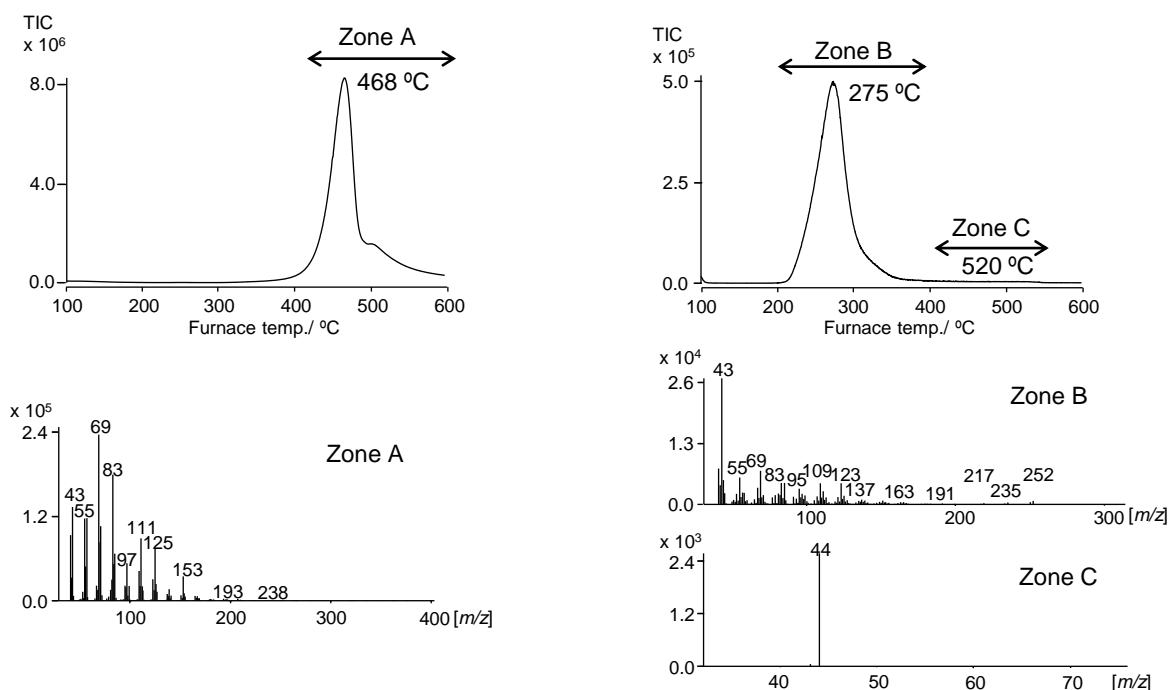 TIC
x 10⁶
Zone A
468 ºC
8.0
4.0
0.0
100 200 300 400 500 600
Furnace temp./ ºC
x 10⁵
2.4
1.2
0.0
Zone A
69
83
43
55
97
111
125
153
193
238
100 200 300 400 [m/z]
TIC
x 10⁵
Zone B
275 ºC
5.0
2.5
0.0
Zone C
520 ºC
100 200 300 400 500 600
Furnace temp./ ºC
x 10⁴
2.6
1.3
0.0
Zone B
43
55
69
83
95
109
123
137
163
191
217
235
252
100 200 300 [m/z]
x 10³
2.4
1.2
0.0
Zone C
44
40 50 60 70 [m/z]